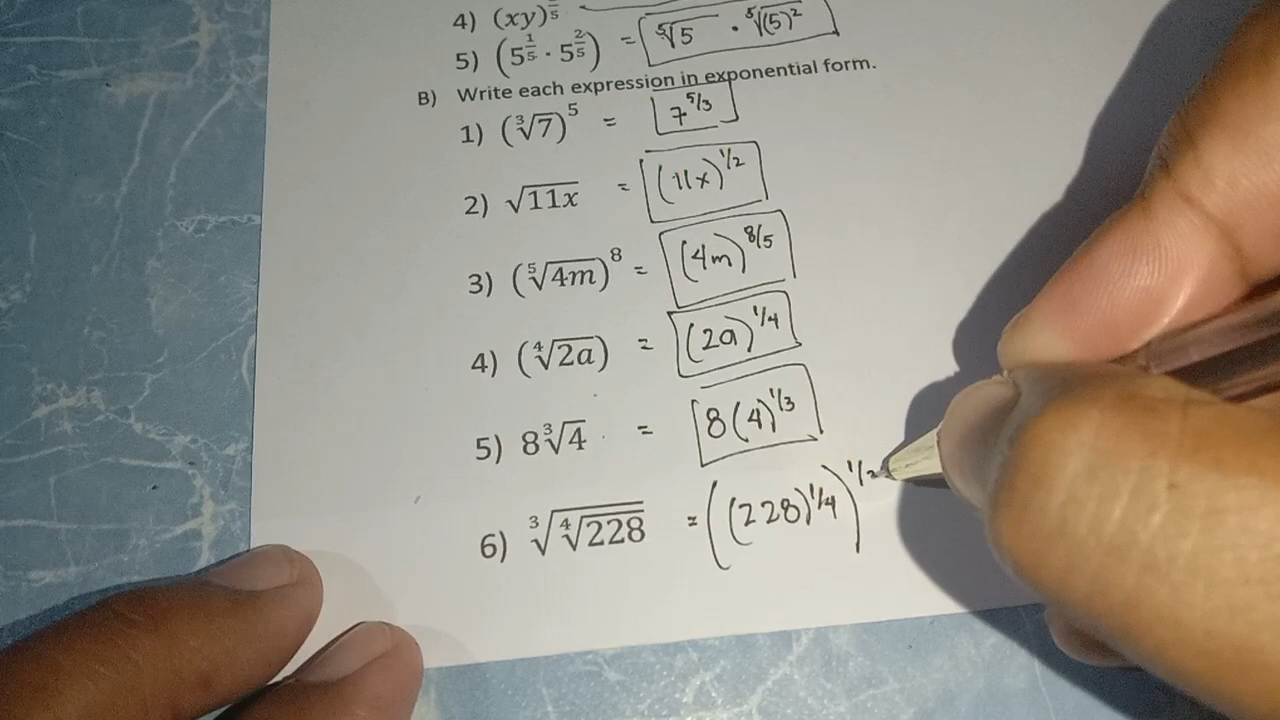 4) (xy)^{‾/5}
5) (5^{1/5} · 5^{2/5}) = ⁵√5 · ⁵√(5)²
B) Write each expression in exponential form.
1) (³√7)⁵ = 7^{5/3}
2) √11x = (11x)^{1/2}
3) (⁵√4m)⁸ = (4m)^{8/5}
4) (⁴√2a) = (2a)^{1/4}
5) 8³√4 = 8(4)^{1/3}
6) ³√⁴√228 = ((228)^{1/4})^{1/